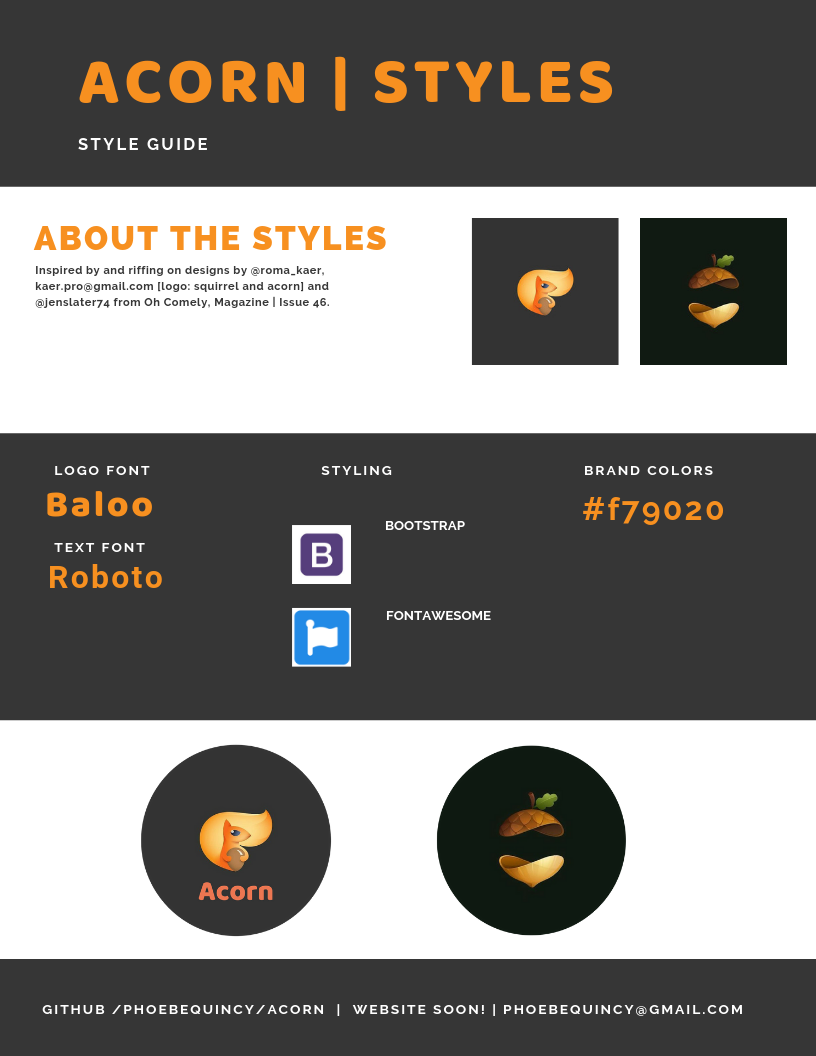 ACORN | STYLES
STYLE GUIDE
ABOUT THE STYLES
Inspired by and riffing on designs by @roma_kaer,
kaer.pro@gmail.com [logo: squirrel and acorn] and
@jenslater74 from Oh Comely, Magazine | Issue 46.
LOGO FONT
Baloo
TEXT FONT
Roboto
STYLING
B
BOOTSTRAP
FONTAWESOME
BRAND COLORS
#f79020
Acorn
GITHUB /PHOEBEQUINCY/ACORN | WEBSITE SOON! | PHOEBEQUINCY@GMAIL.COM